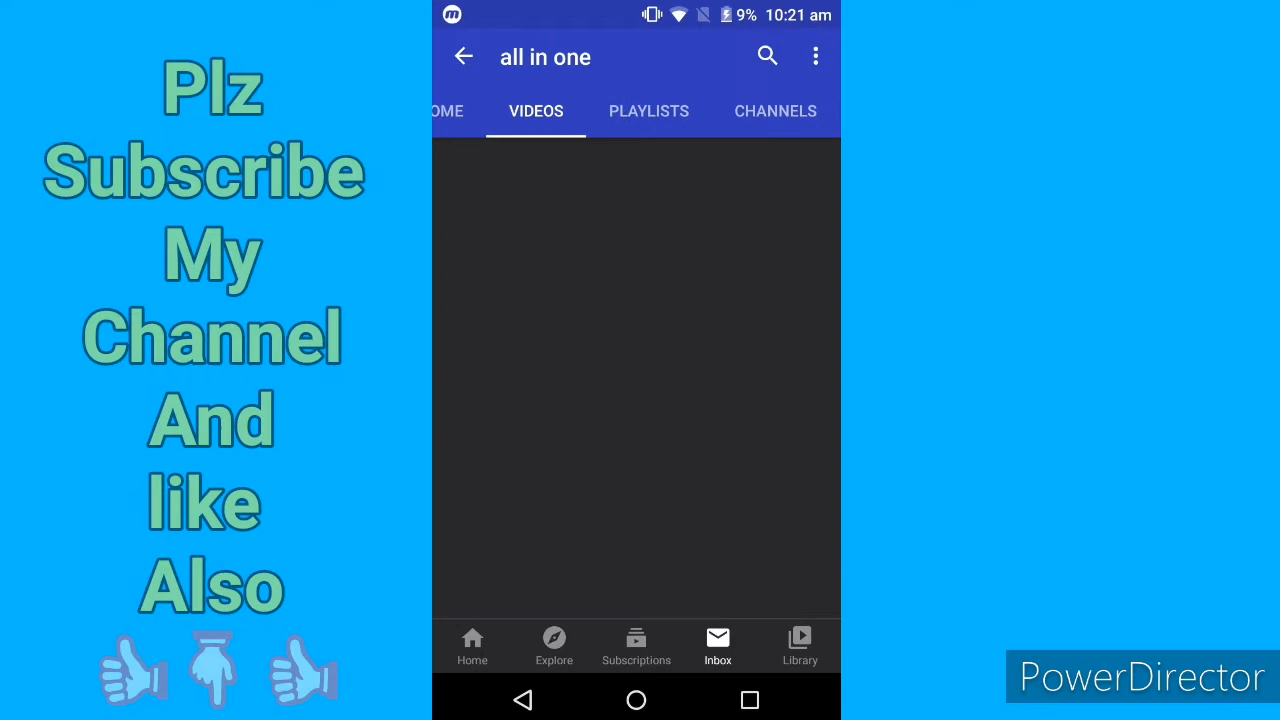 Plz
Subscribe
My
Channel
And
like
Also
9% 10:21 am
all in one
OME VIDEOS PLAYLISTS CHANNELS
Home Explore Subscriptions Inbox Library
PowerDirector